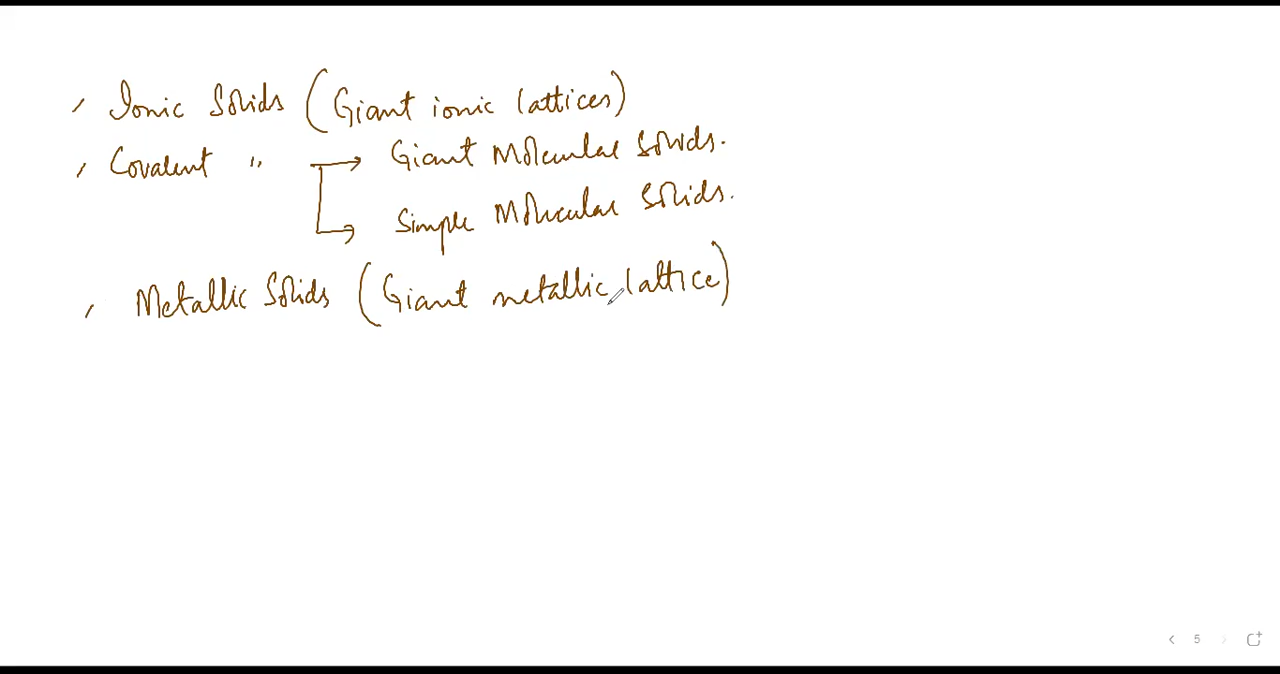 Ionic Solids (Giant ionic lattices)
Covalent " → Giant Molecular Solids.
→ Simple Molecular Solids.
Metallic Solids (Giant metallic lattice)
5